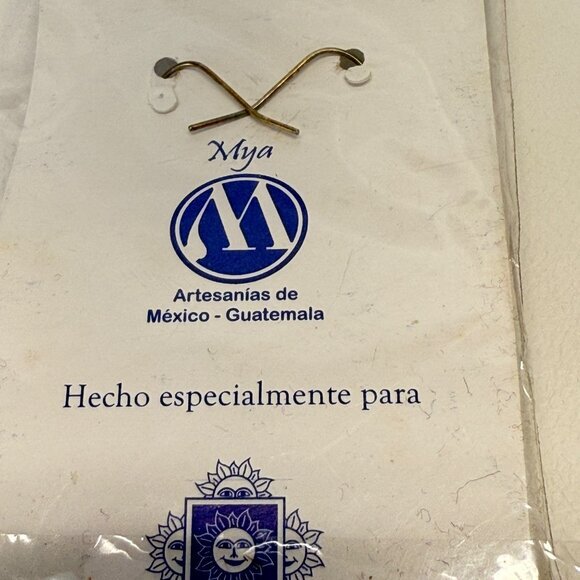 Mya
M
Artesanías de
México - Guatemala
Hecho especialmente para